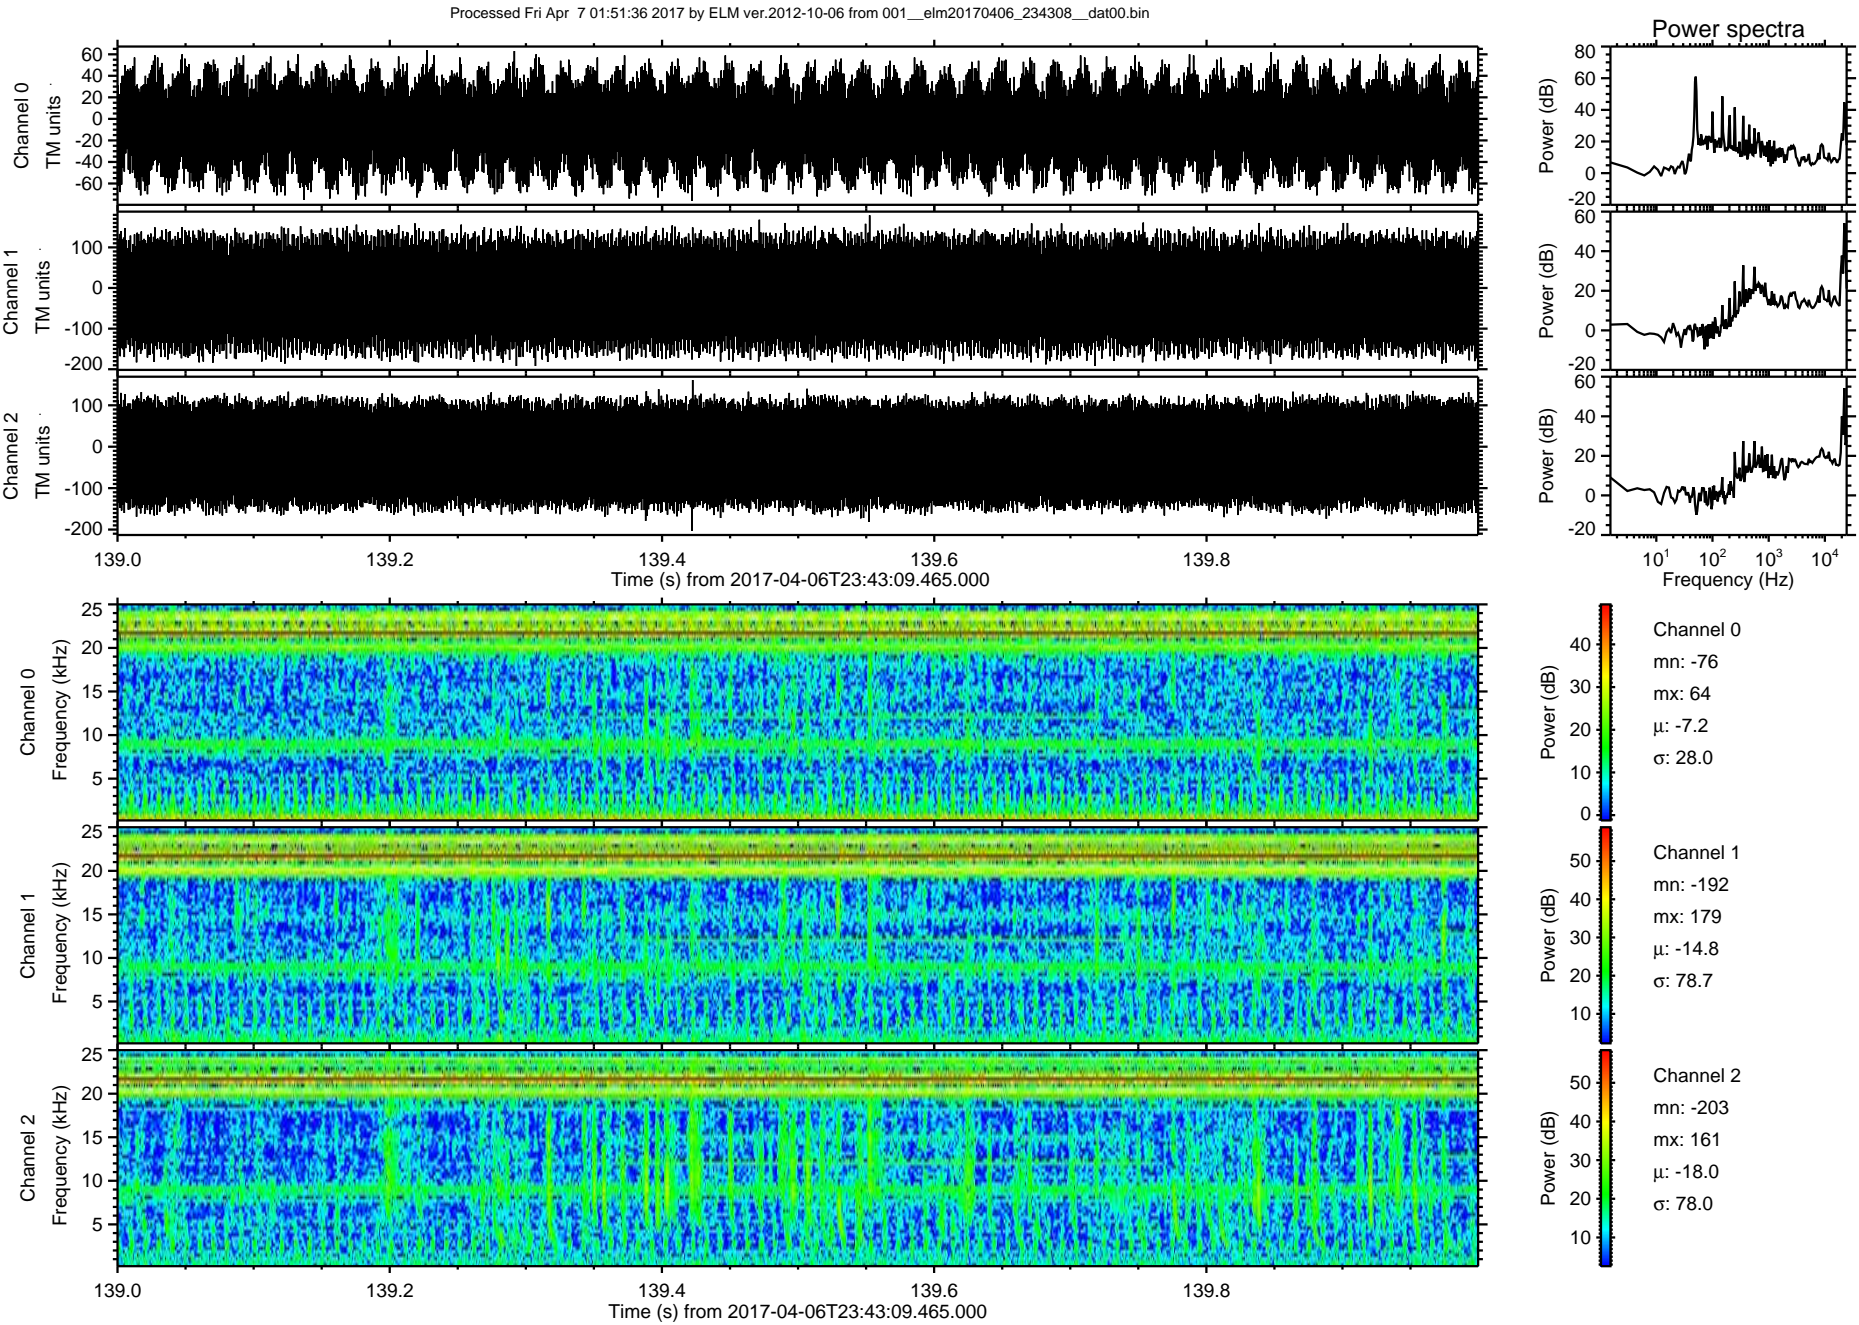 Processed Fri Apr  7 01:51:36 2017 by ELM ver.2012-10-06 from 001__elm20170406_234308__dat00.bin
Power spectra
Channel 0
TM units
60
40
20
0
-20
-40
-60
Power (dB)
80
60
40
20
0
-20
Channel 1
TM units
100
0
-100
-200
Power (dB)
60
40
20
0
-20
Channel 2
TM units
100
0
-100
-200
Power (dB)
60
40
20
0
-20
139.0 139.2 139.4 139.6 139.8
Time (s) from 2017-04-06T23:43:09.465.000
10¹ 10² 10³ 10⁴
Frequency (Hz)
Channel 0
Frequency (kHz)
25
20
15
10
5
Power (dB)
40
30
20
10
0
Channel 0
mn: -76
mx: 64
μ: -7.2
σ: 28.0
Channel 1
Frequency (kHz)
25
20
15
10
5
Power (dB)
50
40
30
20
10
Channel 1
mn: -192
mx: 179
μ: -14.8
σ: 78.7
Channel 2
Frequency (kHz)
25
20
15
10
5
Power (dB)
50
40
30
20
10
Channel 2
mn: -203
mx: 161
μ: -18.0
σ: 78.0
139.0 139.2 139.4 139.6 139.8
Time (s) from 2017-04-06T23:43:09.465.000